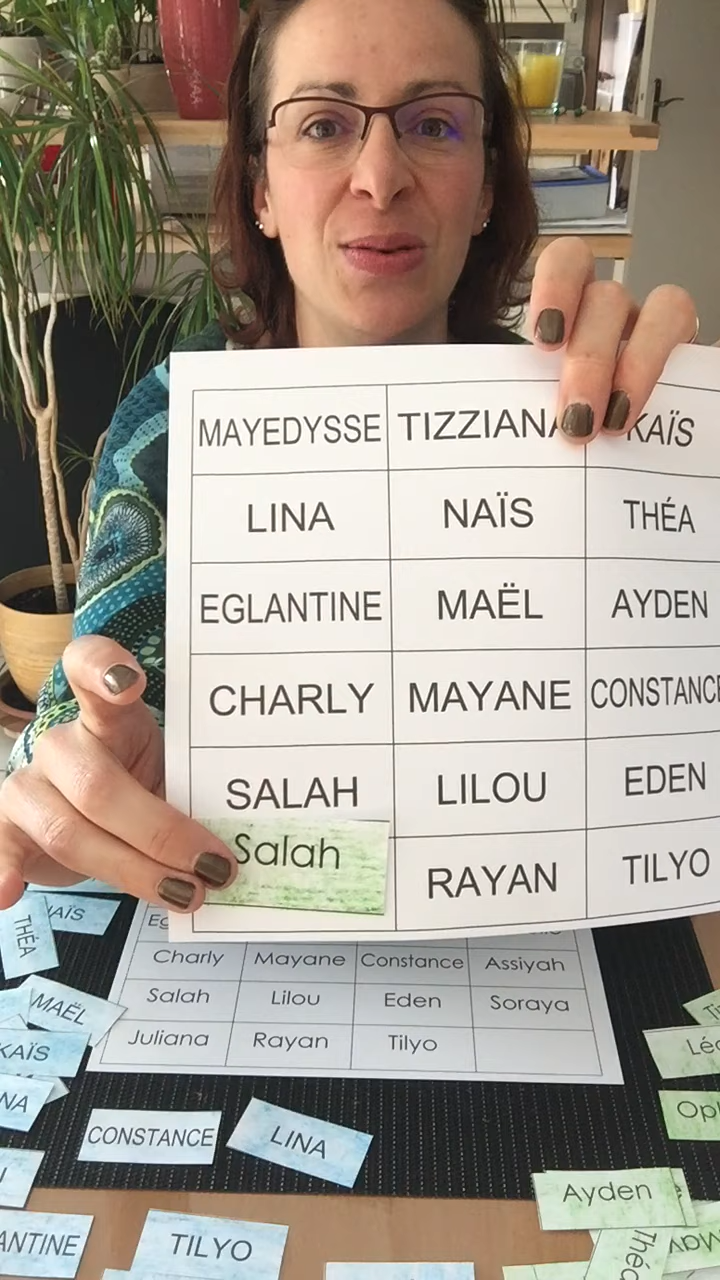 MAYEDYSSE TIZZIANA KAÏS
LINA NAÏS THÉA
EGLANTINE MAËL AYDEN
CHARLY MAYANE CONSTANCE
SALAH LILOU EDEN
Salah RAYAN TILYO
Charly Mayane Constance Assiyah
Salah Lilou Eden Soraya
Juliana Rayan Tilyo
THÉA
MAËL
KAÏS
CONSTANCE LINA
TILYO
Ayden